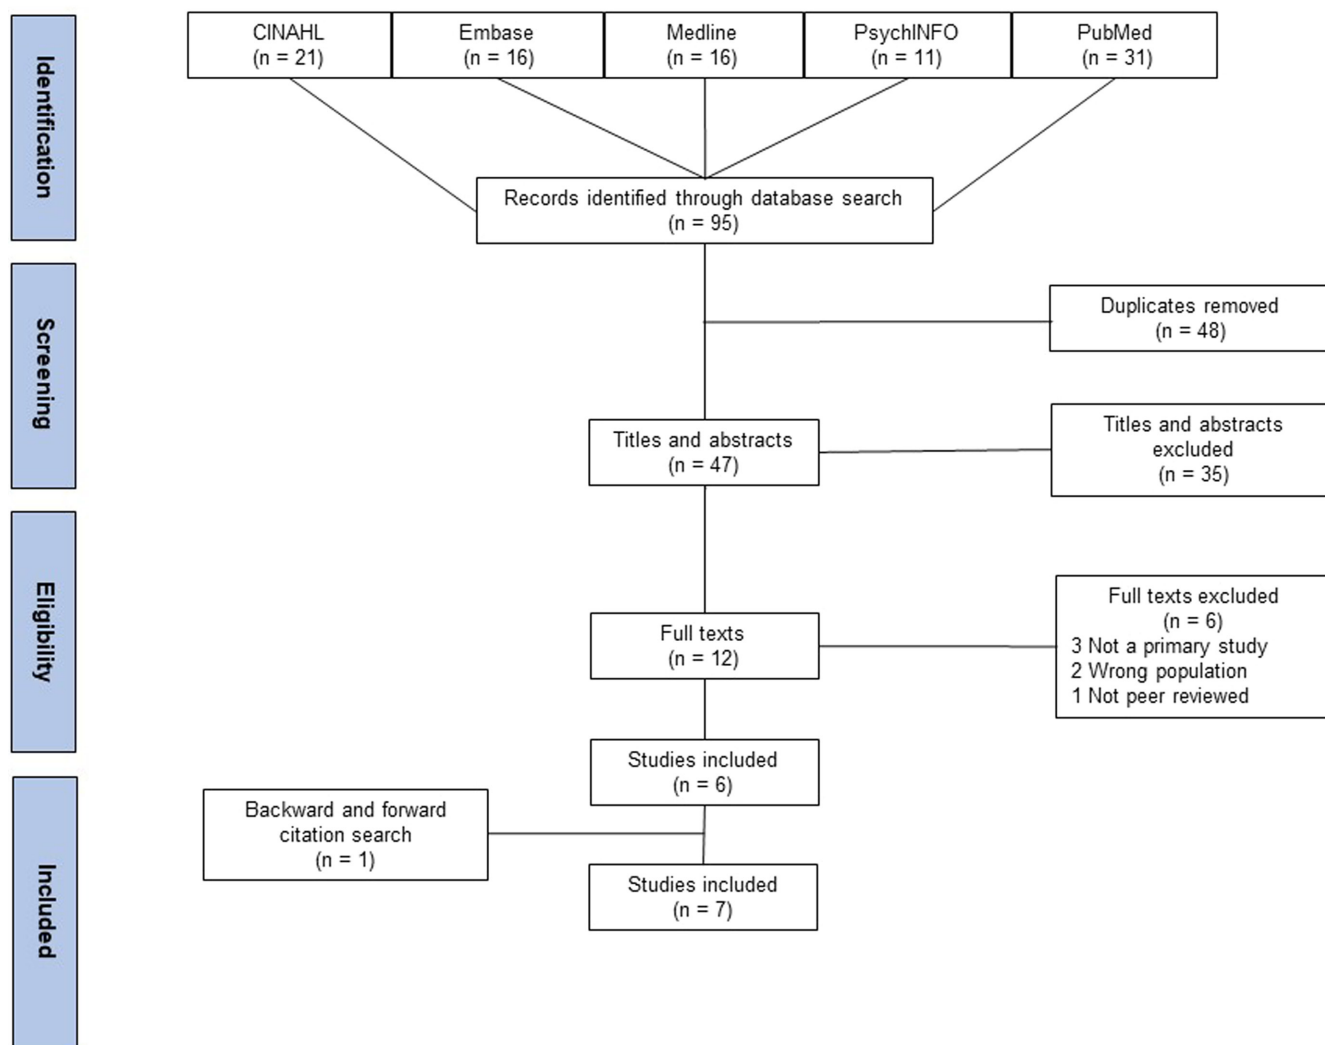 Identification
CINAHL
(n = 21)
Embase
(n = 16)
Medline
(n = 16)
PsychINFO
(n = 11)
PubMed
(n = 31)
Records identified through database search
(n = 95)
Screening
Duplicates removed
(n = 48)
Titles and abstracts
(n = 47)
Titles and abstracts
excluded
(n = 35)
Eligibility
Full texts
(n = 12)
Full texts excluded
(n = 6)
3 Not a primary study
2 Wrong population
1 Not peer reviewed
Studies included
(n = 6)
Included
Backward and forward
citation search
(n = 1)
Studies included
(n = 7)